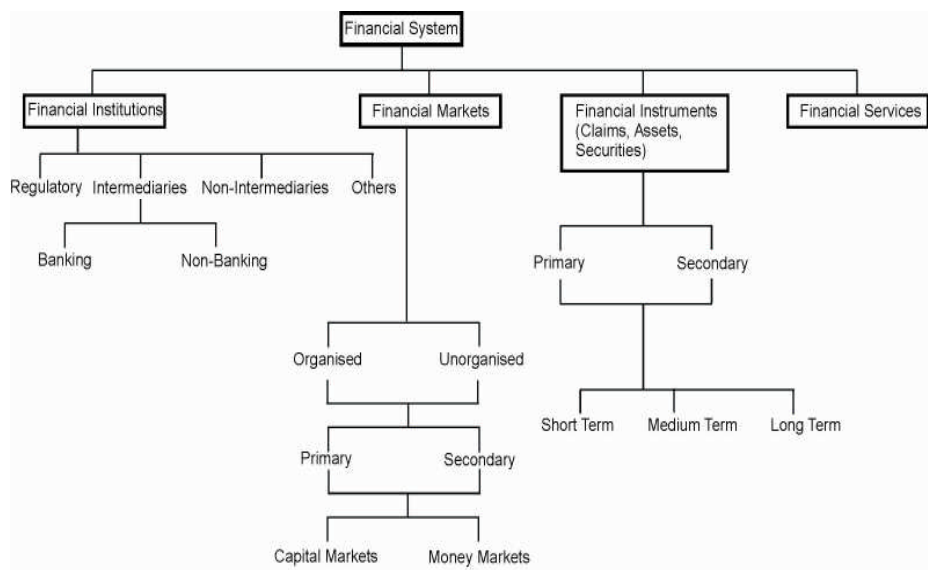 Financial System
Financial Institutions
Financial Markets
Financial Instruments
(Claims, Assets,
Securities)
Financial Services
Regulatory
Intermediaries
Non-Intermediaries
Others
Banking
Non-Banking
Primary
Secondary
Organised
Unorganised
Short Term
Medium Term
Long Term
Primary
Secondary
Capital Markets
Money Markets